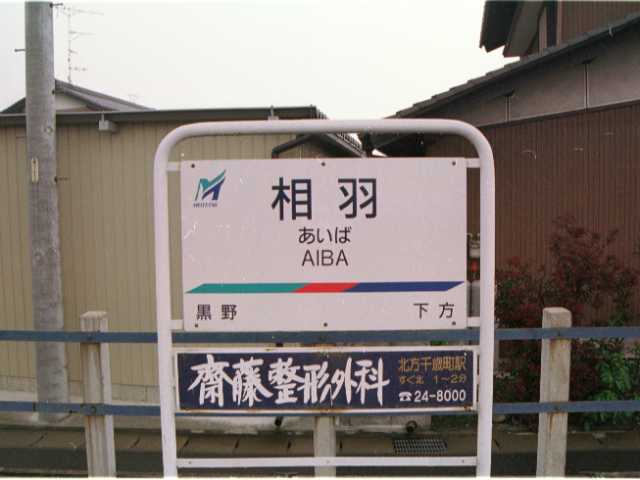 MEITETSU
相羽
あいば
AIBA
黒野 下方
齋藤整形外科
北方千歳町駅
すぐ北 1〜2分
☎24-8000